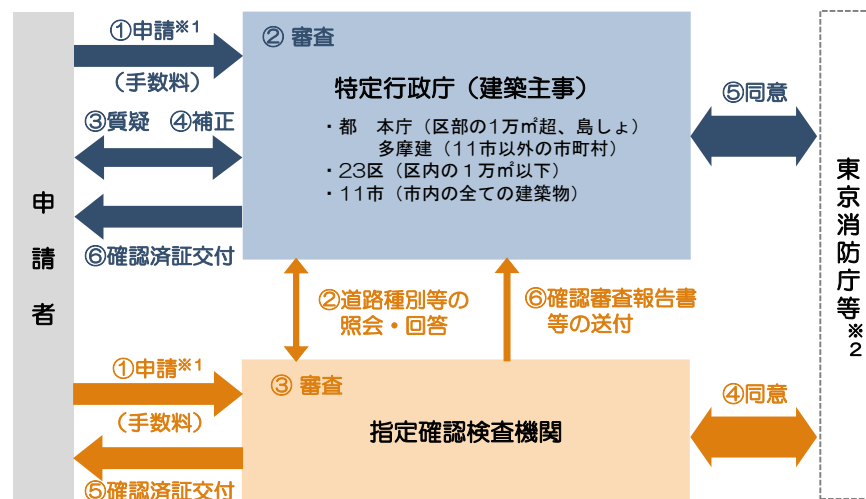 申請者
①申請※1
(手数料)
③質疑 ④補正
⑥確認済証交付
② 審査
特定行政庁(建築主事)
・都 本庁(区部の1万㎡超、島しょ)
多摩建(11市以外の市町村)
・23区(区内の1万㎡以下)
・11市(市内の全ての建築物)
⑤同意
東京消防庁等※2
②道路種別等の
照会・回答
⑥確認審査報告書
等の送付
①申請※1
(手数料)
⑤確認済証交付
③ 審査
指定確認検査機関
④同意